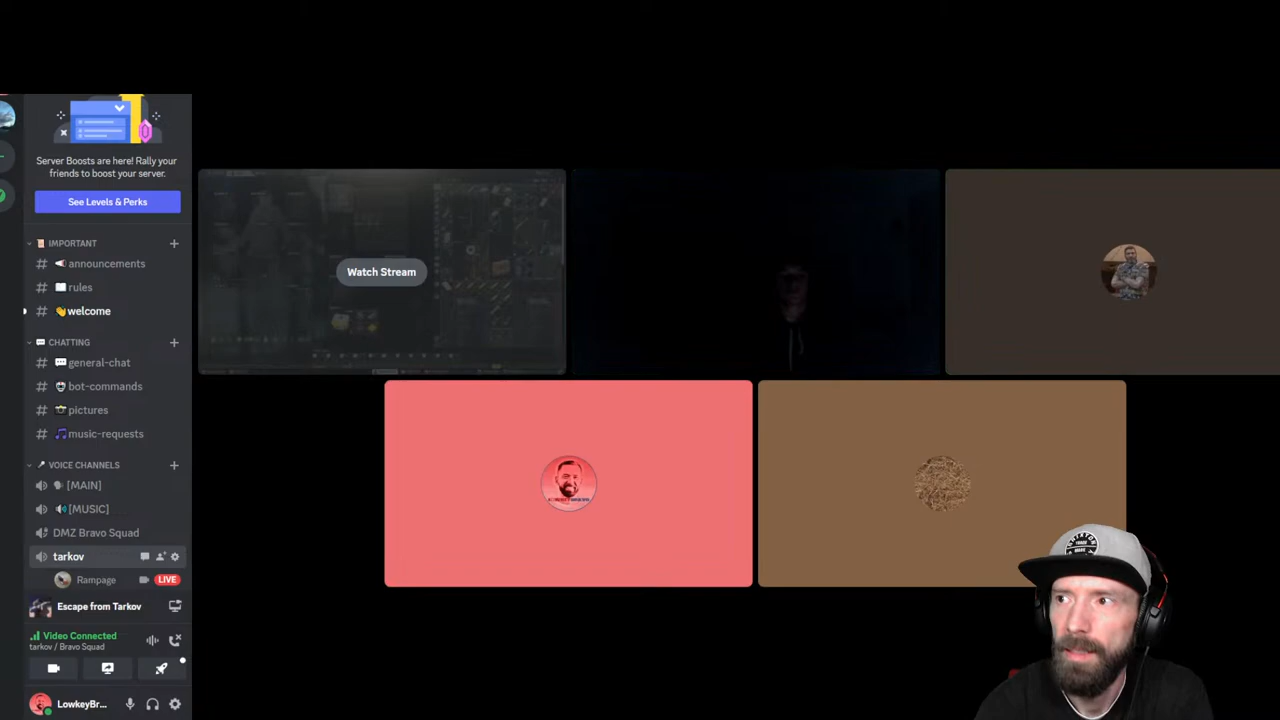 Server Boosts are here! Rally your
friends to boost your server.
See Levels & Perks
IMPORTANT
announcements
rules
welcome
CHATTING
general-chat
bot-commands
pictures
music-requests
VOICE CHANNELS
[MAIN]
[MUSIC]
DMZ Bravo Squad
tarkov
Rampage LIVE
Escape from Tarkov
Video Connected
tarkov / Bravo Squad
LowkeyBr...
Watch Stream
BRIXTON